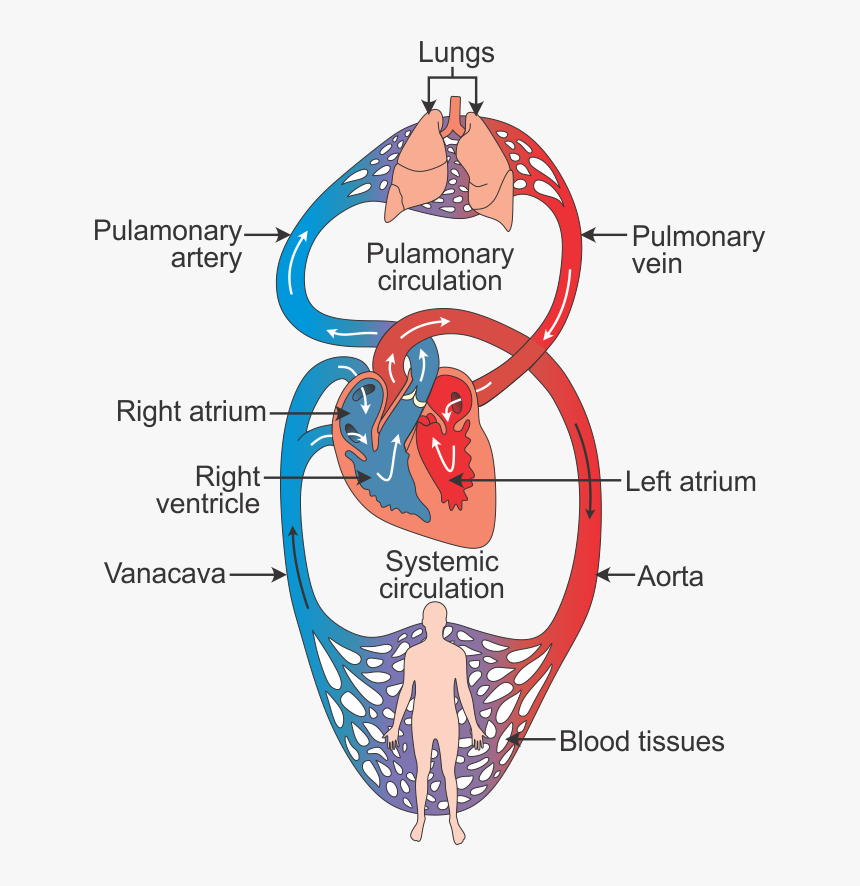 Lungs
Pulamonary
artery
Pulamonary
circulation
Pulmonary
vein
Right atrium
Right
ventricle
Left atrium
Systemic
circulation
Vanacava
Aorta
Blood tissues